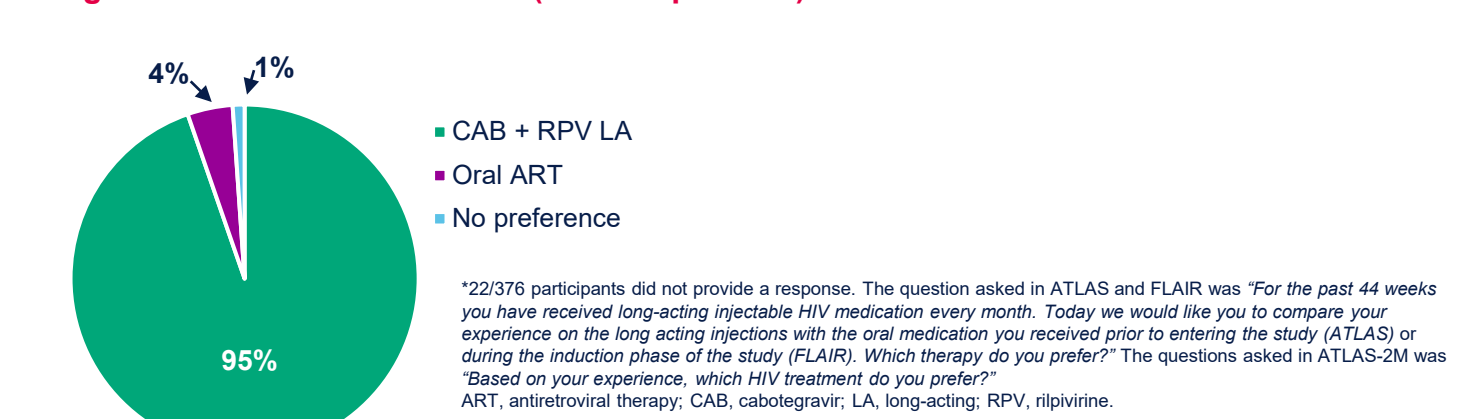 4%
1%
CAB + RPV LA
Oral ART
No preference
95%
*22/376 participants did not provide a response. The question asked in ATLAS and FLAIR was “For the past 44 weeks
you have received long-acting injectable HIV medication every month. Today we would like you to compare your
experience on the long acting injections with the oral medication you received prior to entering the study (ATLAS) or
during the induction phase of the study (FLAIR). Which therapy do you prefer?” The questions asked in ATLAS-2M was
“Based on your experience, which HIV treatment do you prefer?”
ART, antiretroviral therapy; CAB, cabotegravir; LA, long-acting; RPV, rilpivirine.